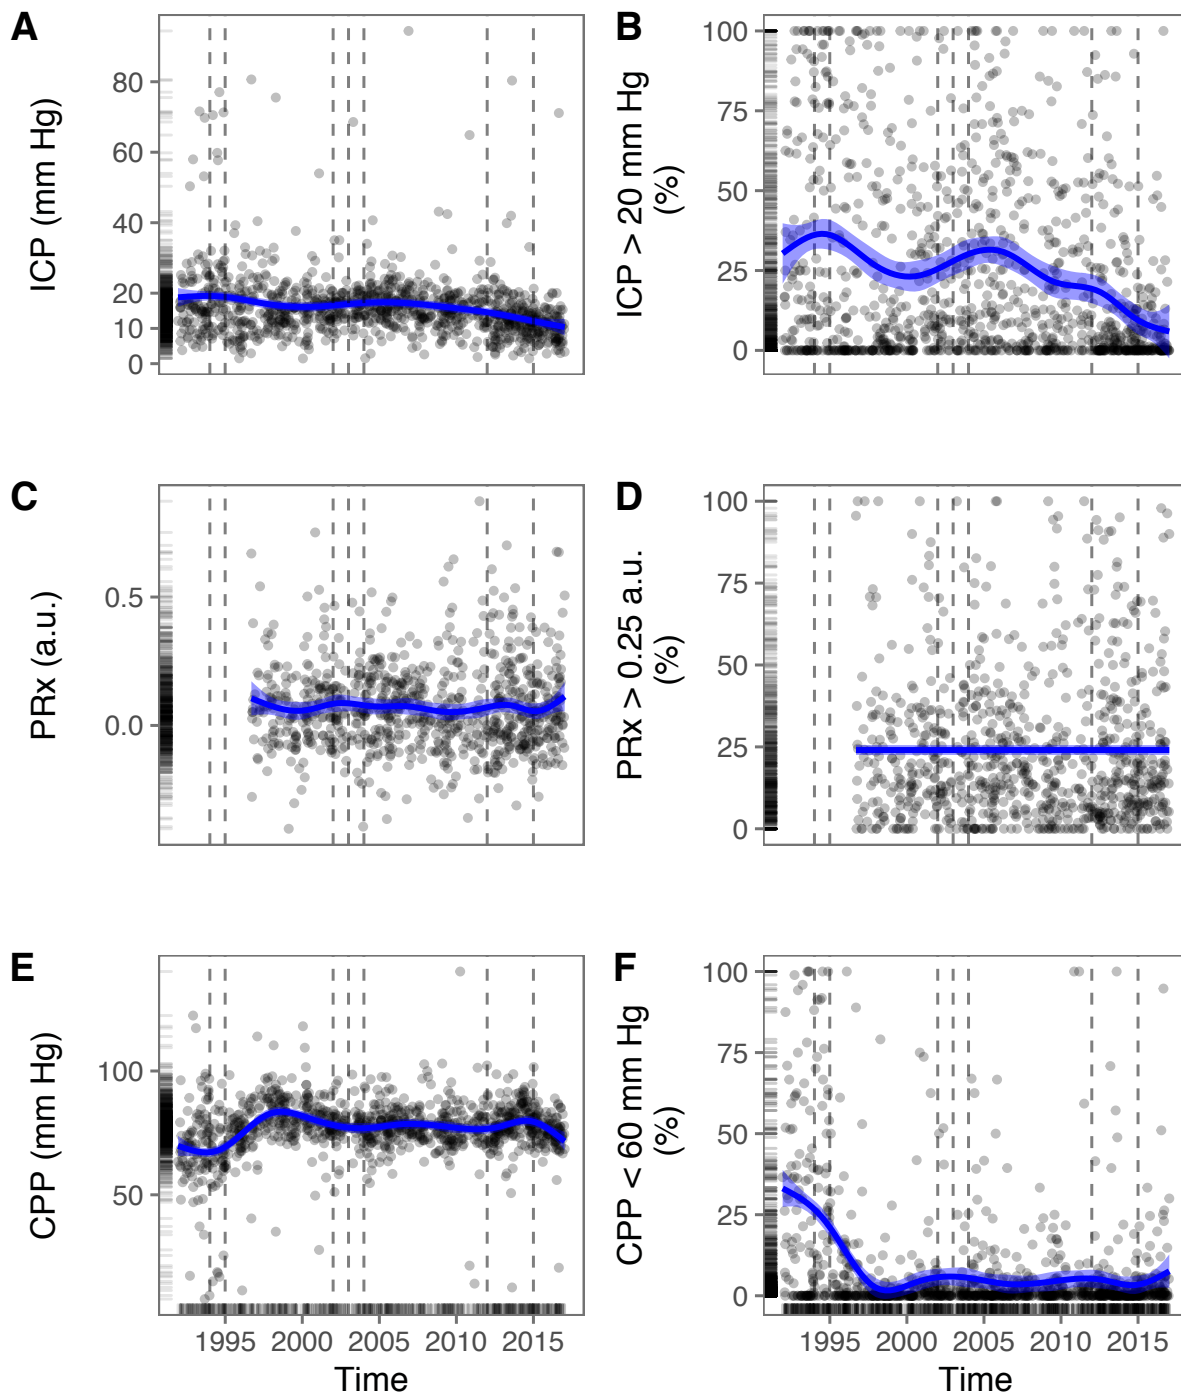 A
ICP (mm Hg)
80
60
40
20
10
0
B
ICP > 20 mm Hg
(%)
100
75
50
25
0
C
PRx (a.u.)
0.5
0.0
D
PRx > 0.25 a.u.
(%)
100
75
50
25
0
E
CPP (mm Hg)
100
50
1995 2000 2005 2010 2015
Time
F
CPP < 60 mm Hg
(%)
100
75
50
25
0
1995 2000 2005 2010 2015
Time